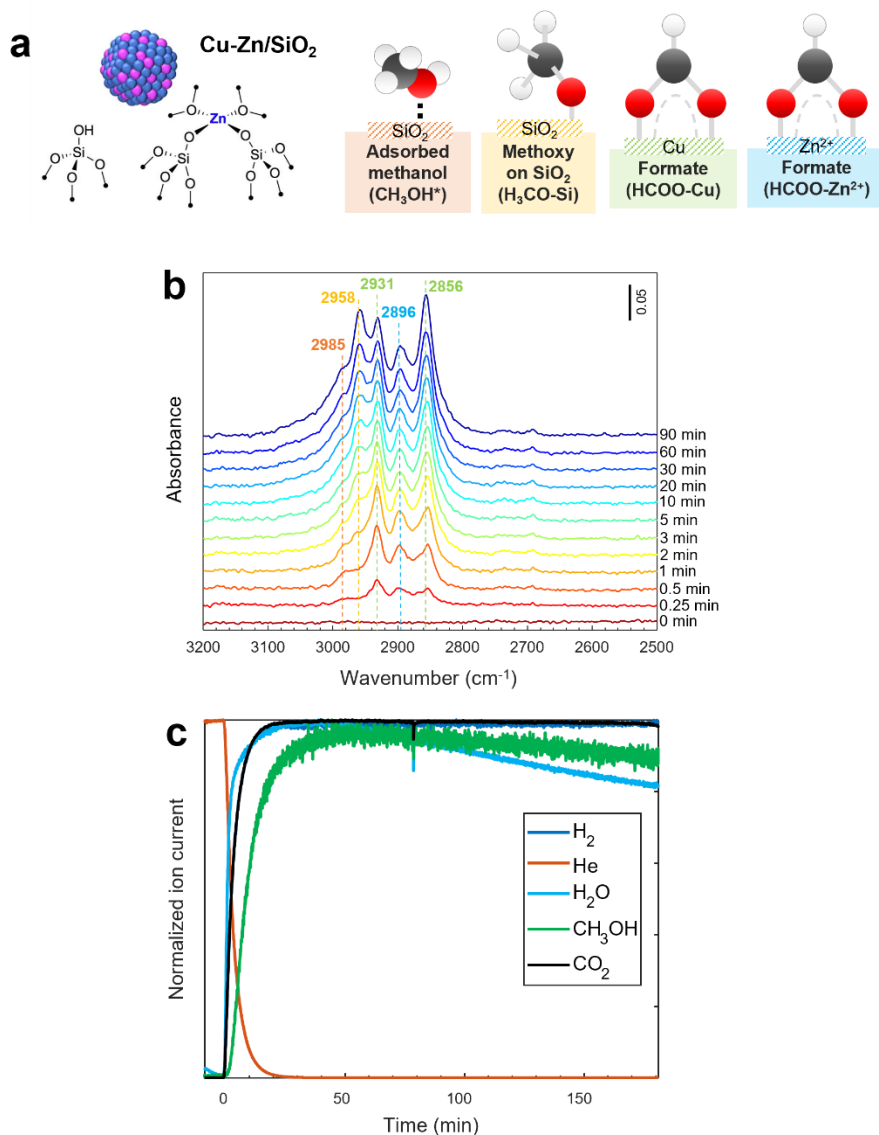 a
Cu-Zn/SiO2
OH
Si
O
O
O
O
O
Zn
O
O
Si
Si
O
O
O
O
O
O
SiO2
Adsorbed
methanol
(CH3OH*)
SiO2
Methoxy
on SiO2
(H3CO-Si)
Cu
Formate
(HCOO-Cu)
Zn2+
Formate
(HCOO-Zn2+)
b
2985
2958
2931
2896
2856
0.05
Absorbance
90 min
60 min
30 min
20 min
10 min
5 min
3 min
2 min
1 min
0.5 min
0.25 min
0 min
3200 3100 3000 2900 2800 2700 2600 2500
Wavenumber (cm-1)
c
Normalized ion current
H2
He
H2O
CH3OH
CO2
0 50 100 150
Time (min)